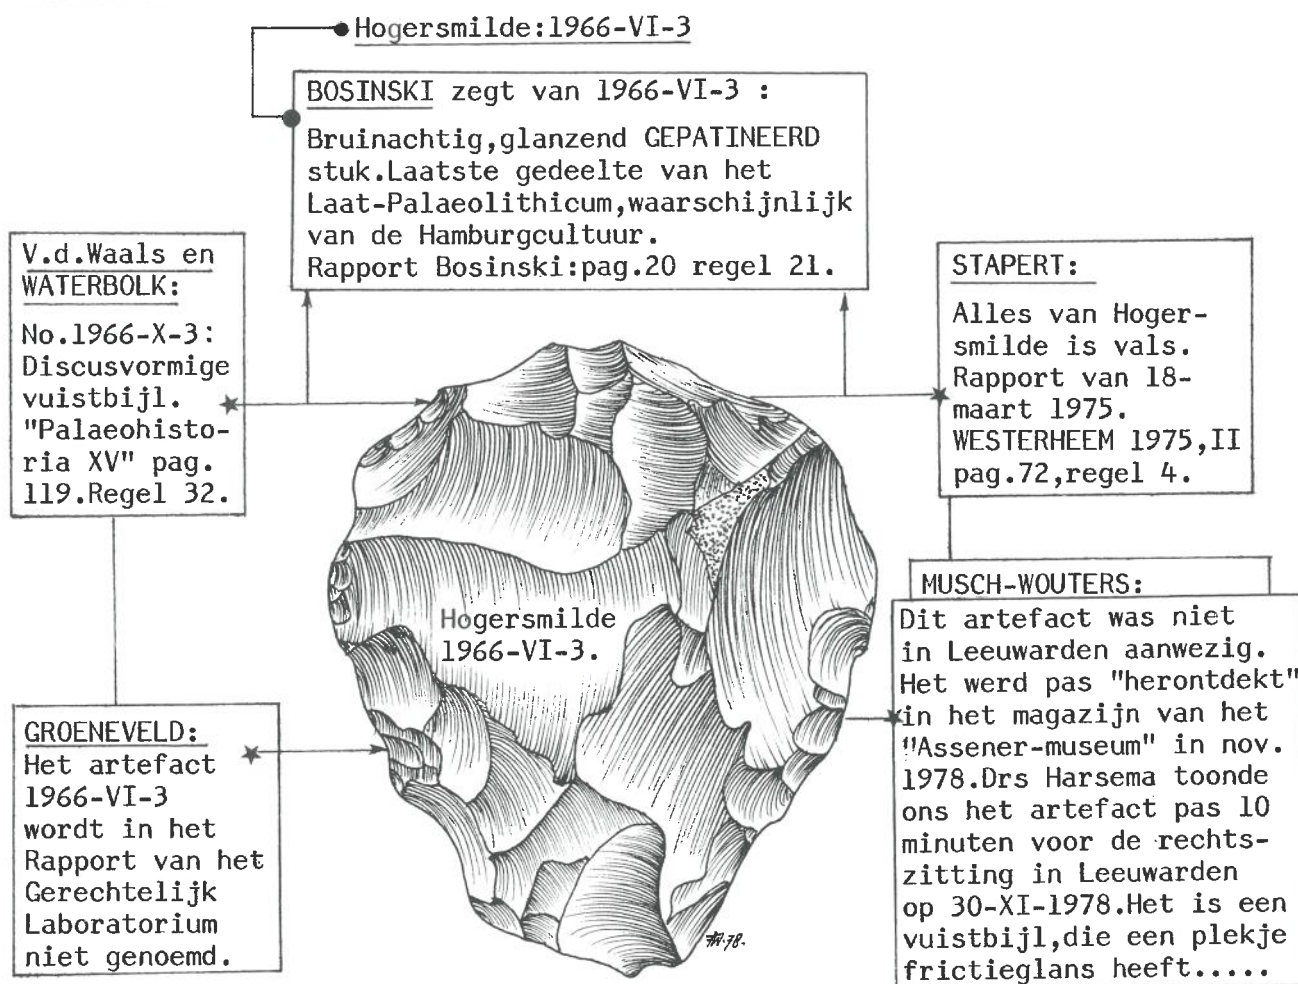 Hogersmilde:1966-VI-3
BOSINSKI zegt van 1966-VI-3 :
Bruinachtig,glanzend GEPATINEERD
stuk.Laatste gedeelte van het
Laat-Palaeolithicum,waarschijnlijk
van de Hamburgcultuur.
Rapport Bosinski:pag.20 regel 21.
V.d.Waals en
WATERBOLK:
No.1966-X-3:
Discusvormige
vuistbijl.
"Palaeohisto-
ria XV" pag.
119.Regel 32.
STAPERT:
Alles van Hoger-
smilde is vals.
Rapport van 18-
maart 1975.
WESTERHEEM 1975,II
pag.72,regel 4.
Hogersmilde
1966-VI-3.
GROENEVELD:
Het artefact
1966-VI-3
wordt in het
Rapport van het
Gerechtelijk
Laboratorium
niet genoemd.
MUSCH-WOUTERS:
Dit artefact was niet
in Leeuwarden aanwezig.
Het werd pas "herontdekt"
in het magazijn van het
"Assener-museum" in nov.
1978.Drs Harsema toonde
ons het artefact pas 10
minuten voor de rechts-
zitting in Leeuwarden
op 30-XI-1978.Het is een
vuistbijl,die een plekje
frictieglans heeft.....
78.